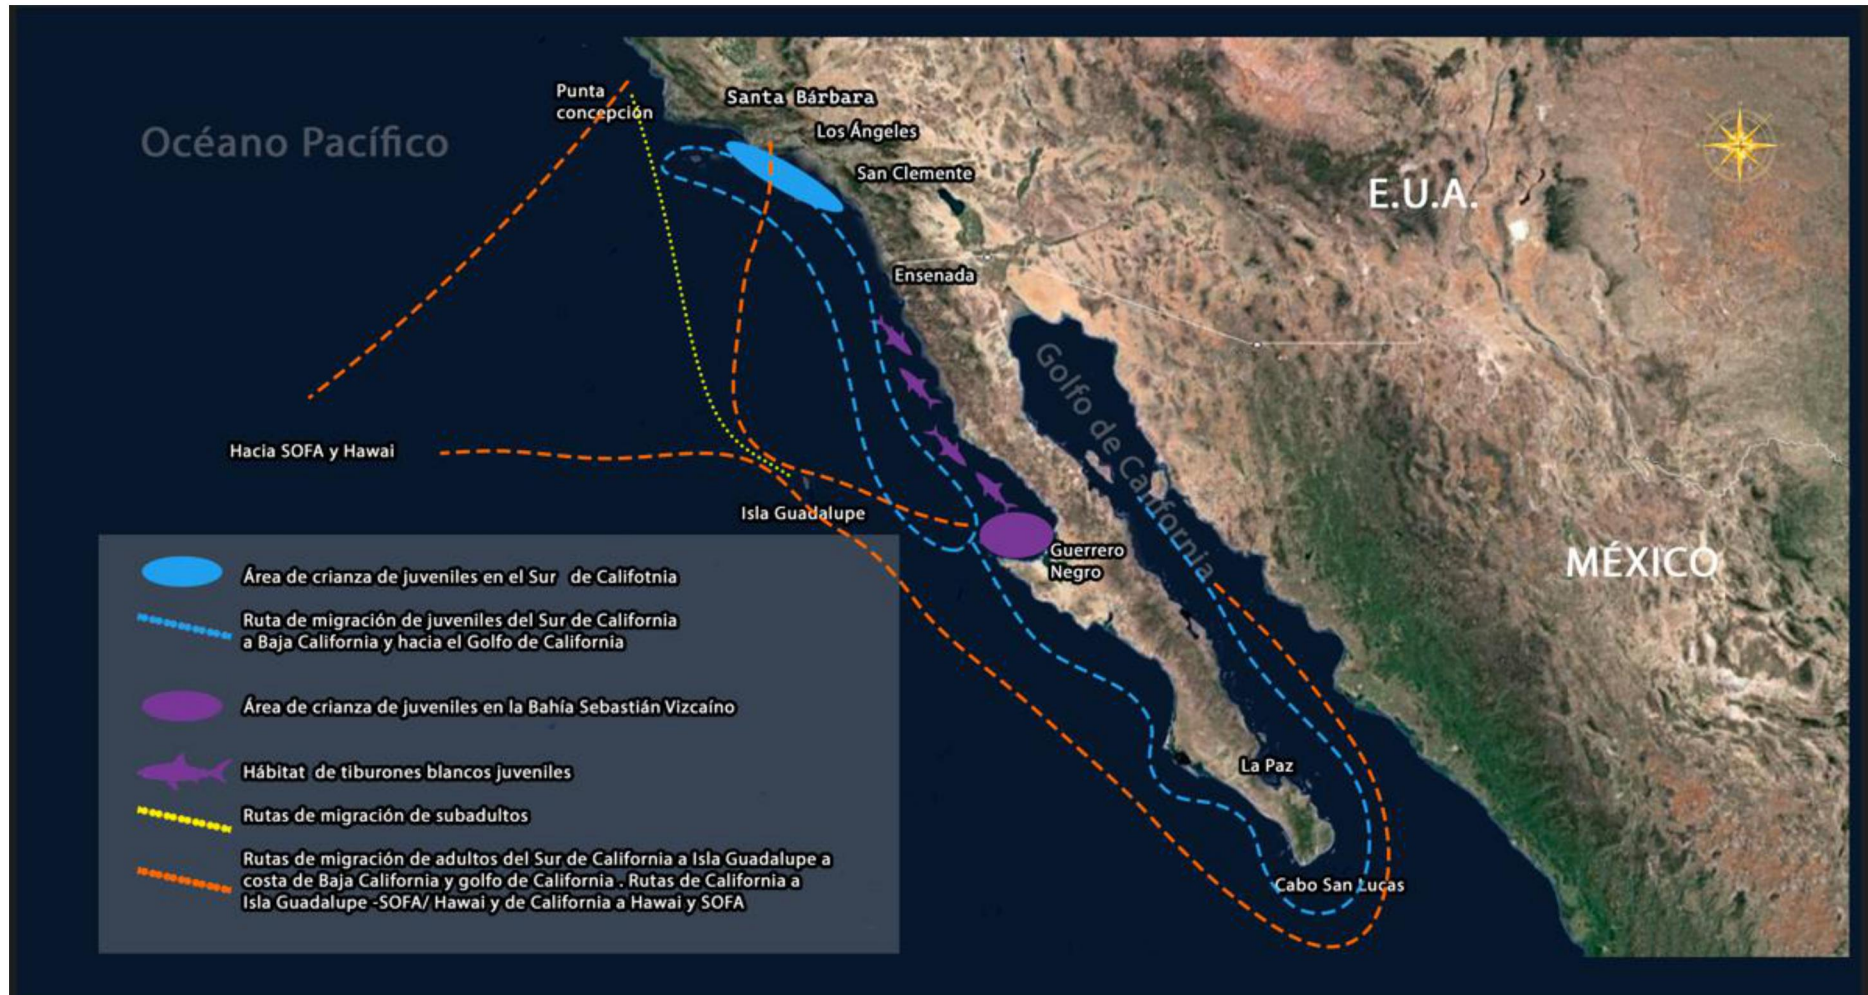 Punta
concepción
Santa Bárbara
Océano Pacífico
Los Ángeles
San Clemente
E.U.A.
Ensenada
Golfo de California
Hacia SOFA y Hawai
Isla Guadalupe
Guerrero
Negro
MÉXICO
Área de crianza de juveniles en el Sur de Califotnia
Ruta de migración de juveniles del Sur de California
a Baja California y hacia el Golfo de California
Área de crianza de juveniles en la Bahía Sebastián Vizcaíno
La Paz
Hábitat de tiburones blancos juveniles
Rutas de migración de subadultos
Rutas de migración de adultos del Sur de California a Isla Guadalupe a
costa de Baja California y golfo de California . Rutas de California a
Isla Guadalupe -SOFA/ Hawai y de California a Hawai y SOFA
Cabo San Lucas